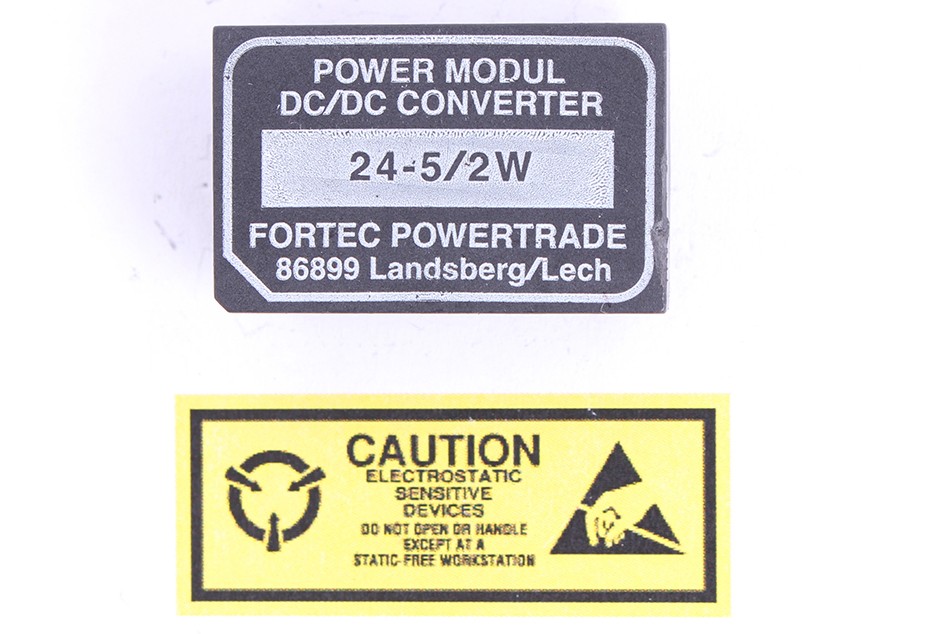 POWER MODUL
DC/DC CONVERTER
24-5/2W
FORTEC POWERTRADE
86899 Landsberg/Lech
CAUTION
ELECTROSTATIC
SENSITIVE
DEVICES
DO NOT OPEN OR HANDLE
EXCEPT AT A
STATIC-FREE WORKSTATION